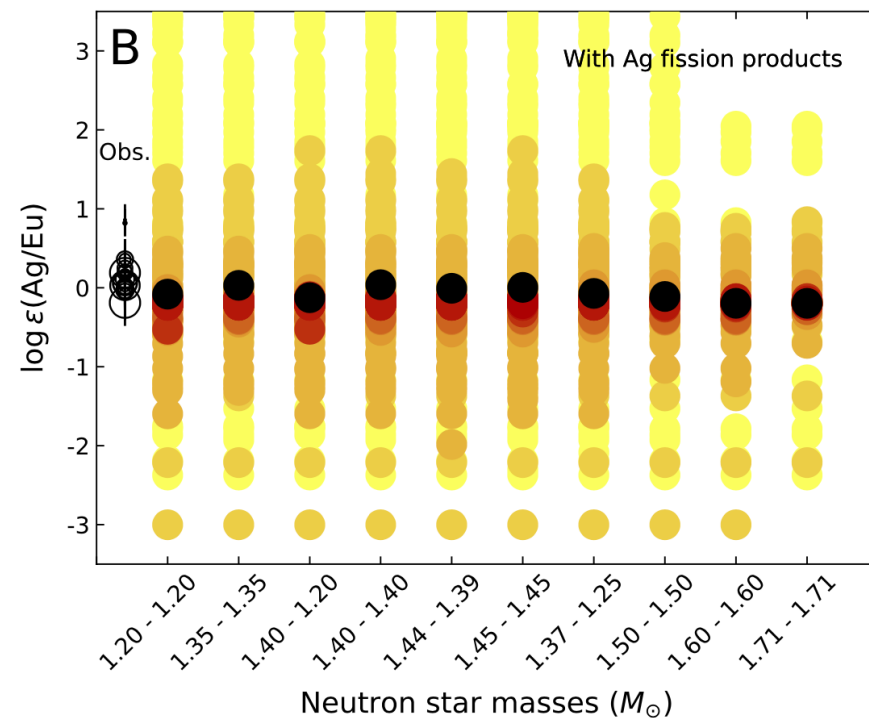 B
With Ag fission products
Obs.
log ε(Ag/Eu)
3
2
1
0
-1
-2
-3
1.20 - 1.20
1.35 - 1.35
1.40 - 1.20
1.40 - 1.40
1.44 - 1.39
1.45 - 1.45
1.37 - 1.25
1.50 - 1.50
1.60 - 1.60
1.71 - 1.71
Neutron star masses (M⊙)